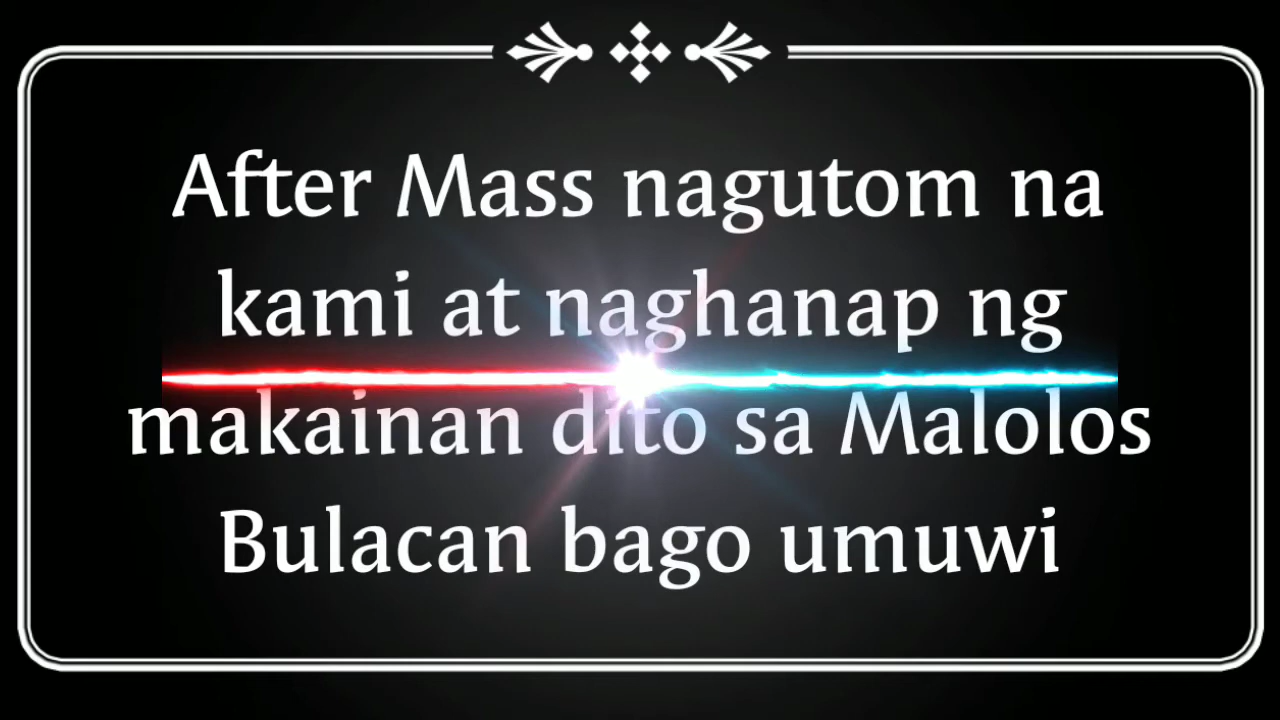 After Mass nagutom na
kami at naghanap ng
makainan dito sa Malolos
Bulacan bago umuwi